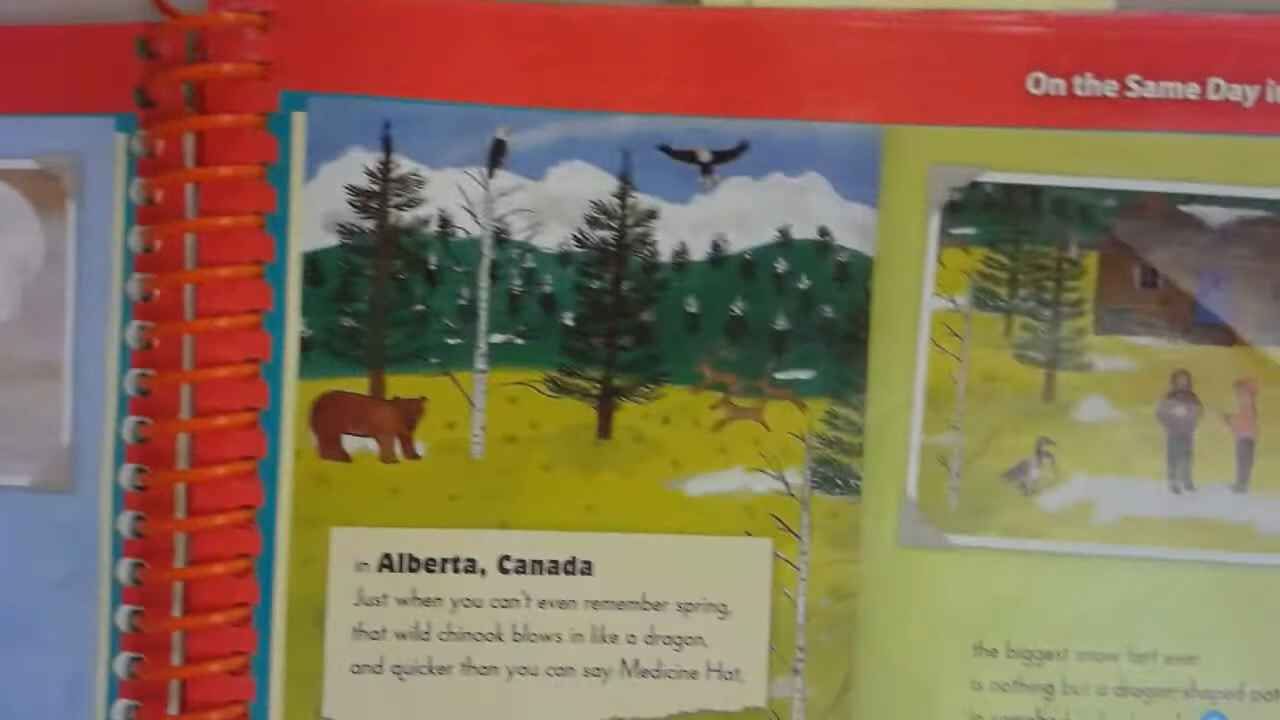 On the Same Day
in Alberta, Canada
Just when you can't even remember spring,
that wild chinook blows in like a dragon,
and quicker than you can say Medicine Hat,
the biggest snow fort ever
is nothing but a dragon-shaped